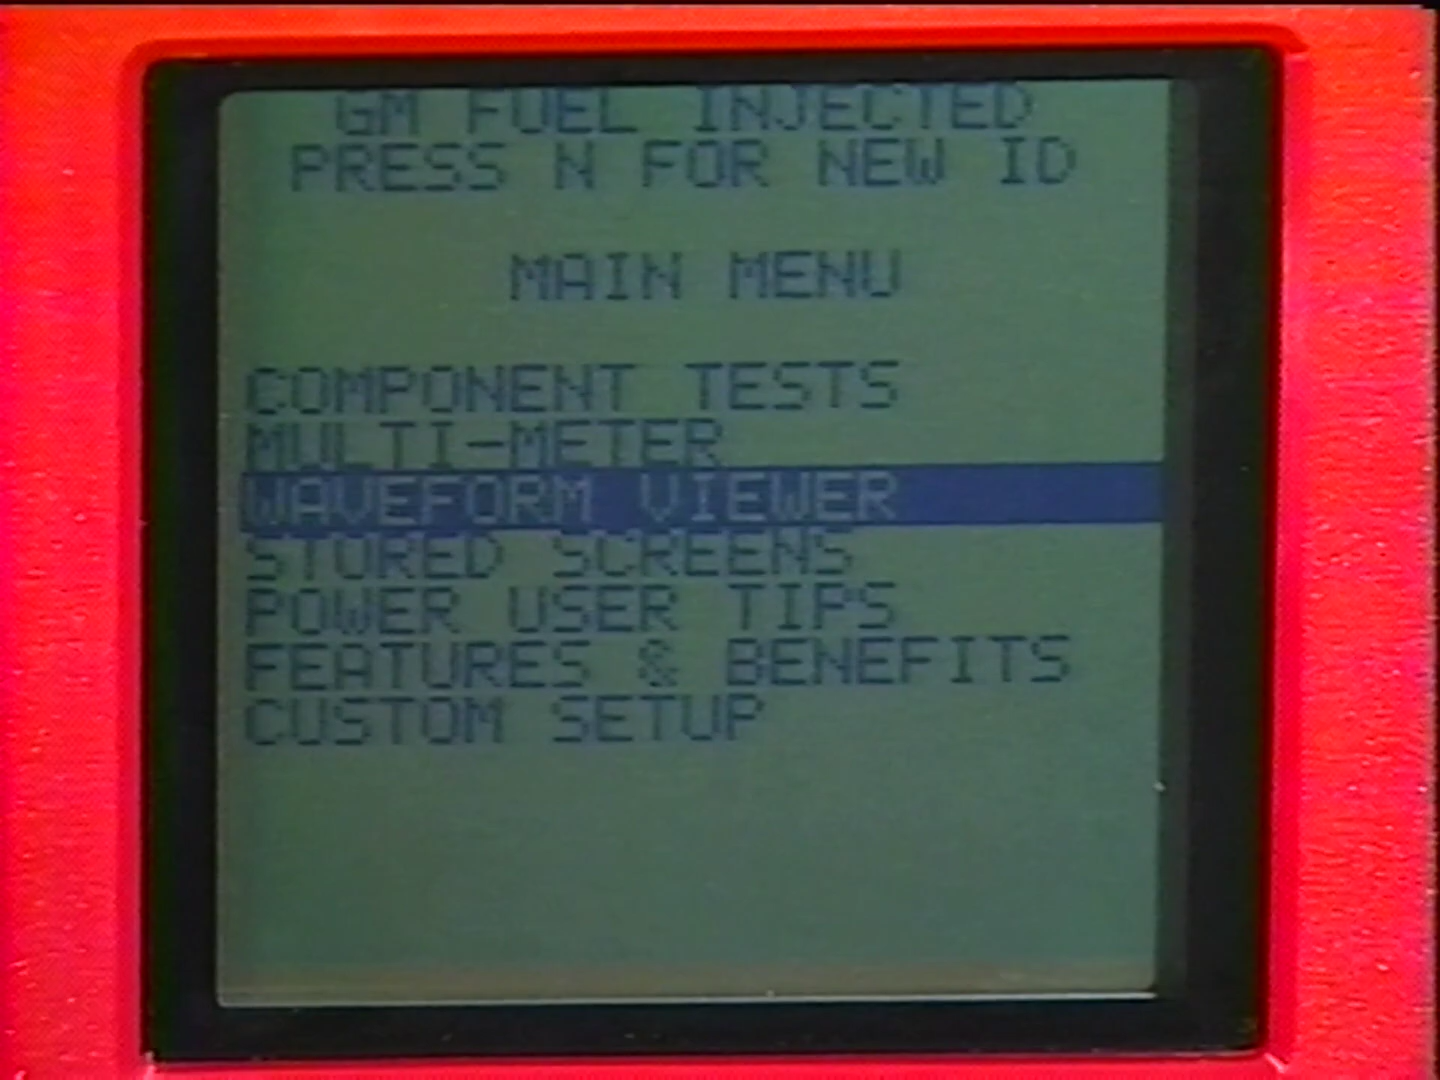 GM FUEL INJECTED
PRESS N FOR NEW ID
MAIN MENU
COMPONENT TESTS
MULTI-METER
WAVEFORM VIEWER
STORED SCREENS
POWER USER TIPS
FEATURES & BENEFITS
CUSTOM SETUP